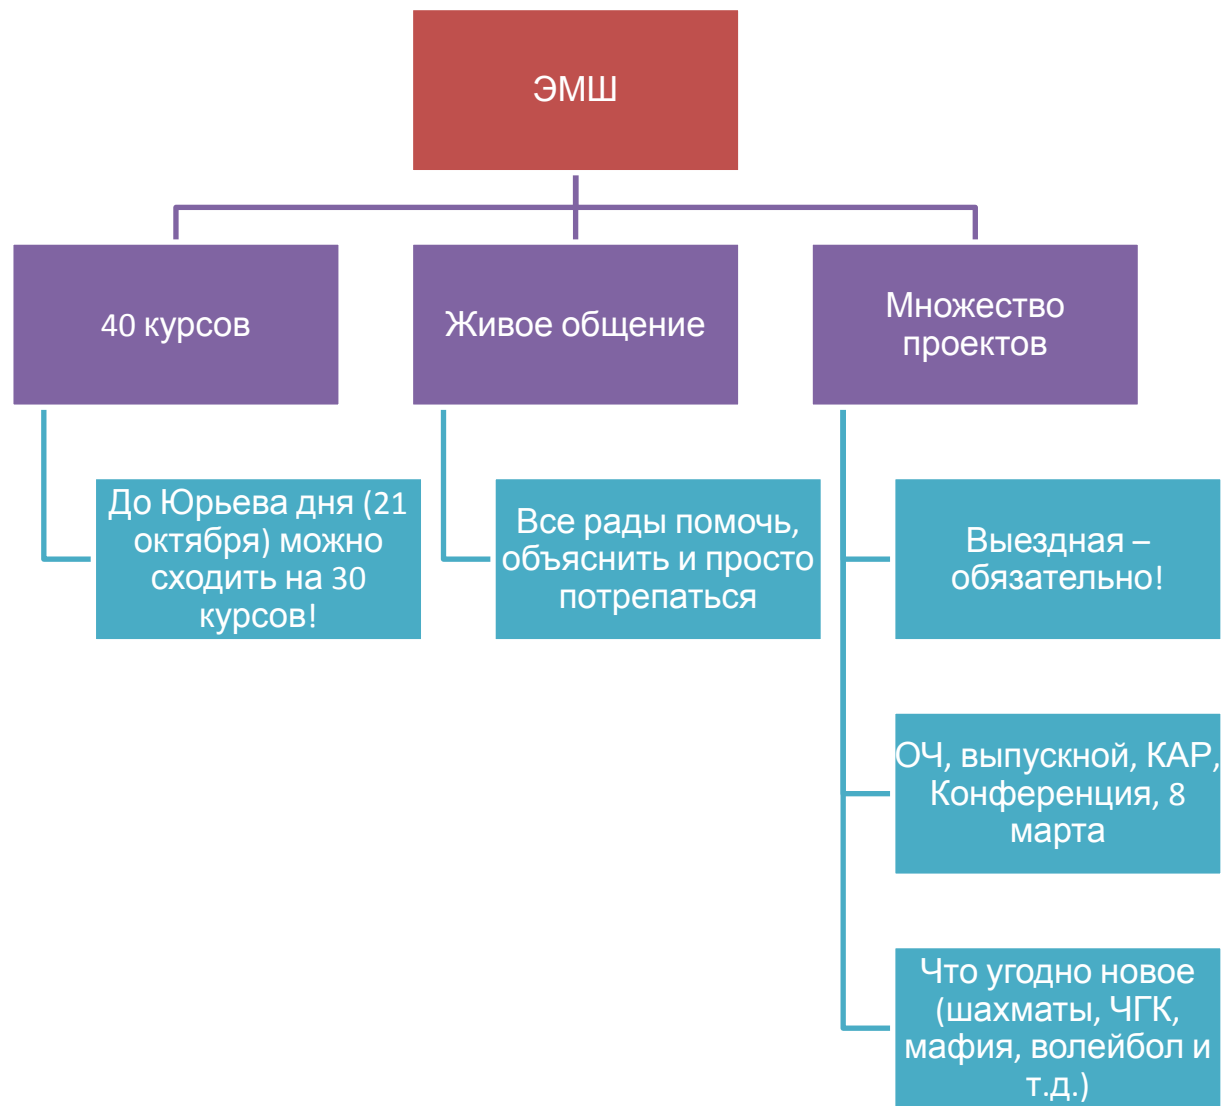 ЭМШ
40 курсов
Живое общение
Множество
проектов
До Юрьева дня (21
октября) можно
сходить на 30
курсов!
Все рады помочь,
объяснить и просто
потрепаться
Выездная –
обязательно!
ОЧ, выпускной, КАР,
Конференция, 8
марта
Что угодно новое
(шахматы, ЧГК,
мафия, волейбол и
т.д.)